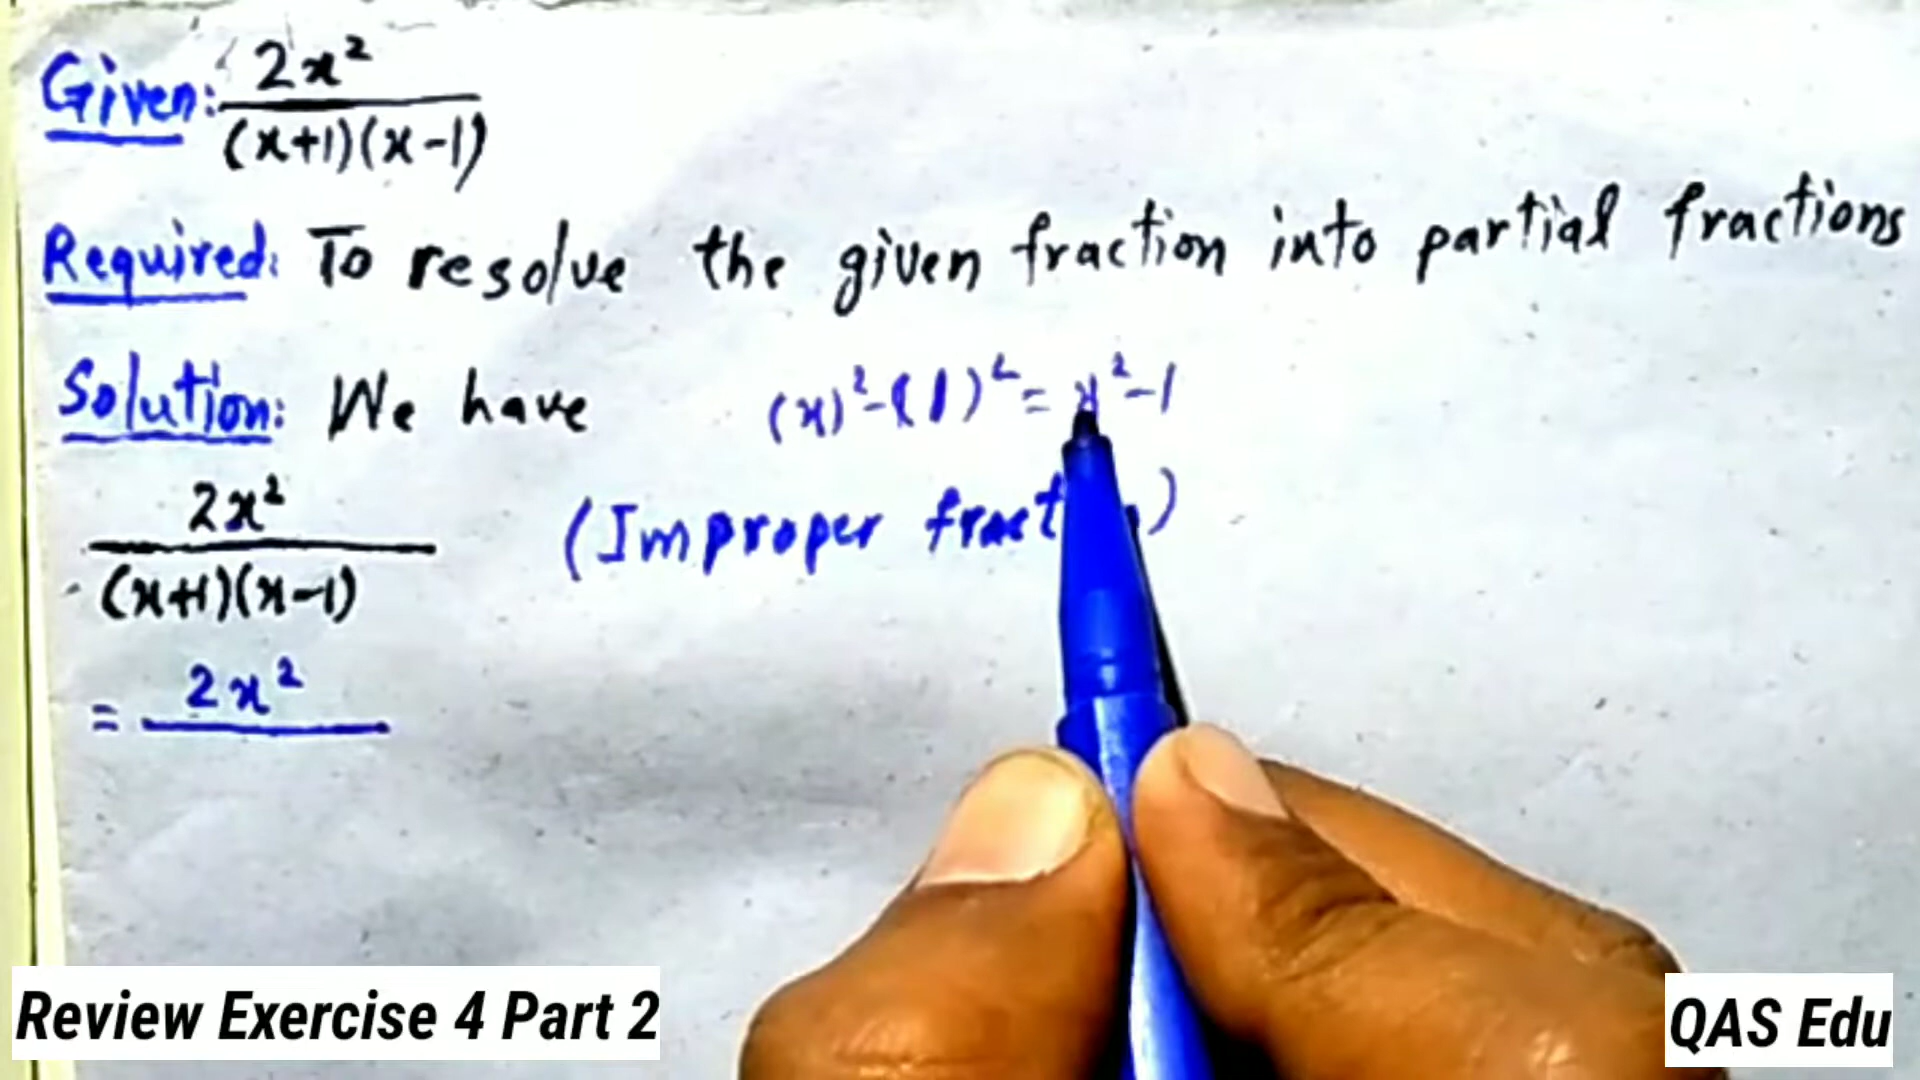 Given: 2x²
(x+1)(x-1)
Required: To resolve the given fraction into partial fractions
Solution: We have (x)²-(1)² = x²-1
2x²
(x+1)(x-1)
(Improper )
= 2x²
Review Exercise 4 Part 2
QAS Edu